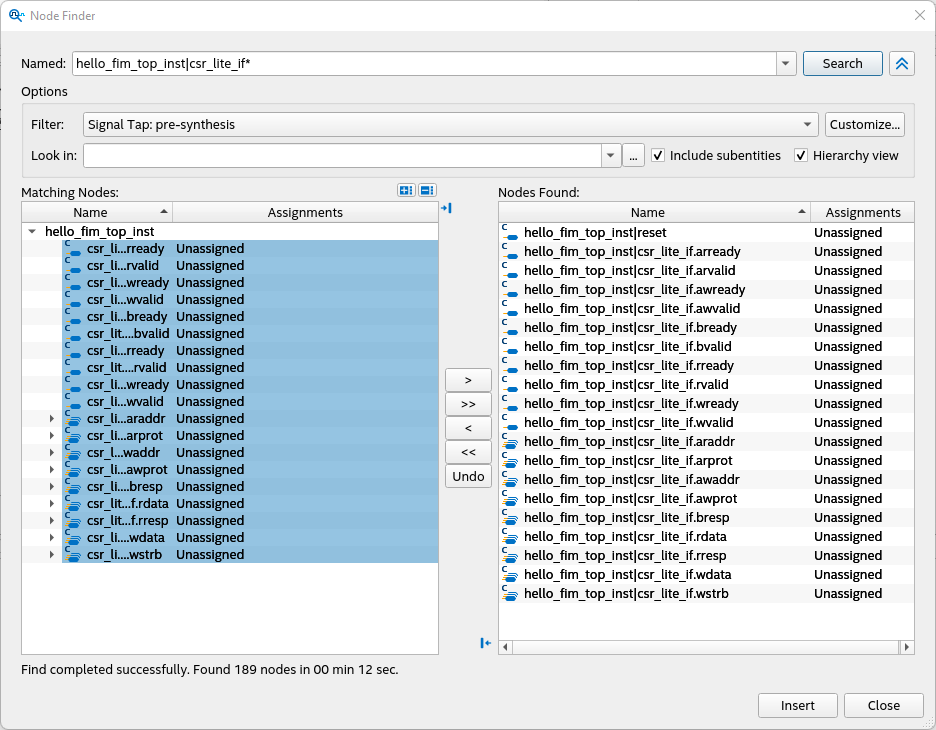 Node Finder
Named: hello_fim_top_inst|csr_lite_if* Search
Options
Filter: Signal Tap: pre-synthesis Customize...
Look in: ... Include subentities Hierarchy view
Matching Nodes:
Name Assignments
hello_fim_top_inst
csr_li...rready Unassigned
csr_li...rvalid Unassigned
csr_li...wready Unassigned
csr_li...wvalid Unassigned
csr_li...bready Unassigned
csr_lit....bvalid Unassigned
csr_li...rready Unassigned
csr_lit....rvalid Unassigned
csr_li...wready Unassigned
csr_li...wvalid Unassigned
csr_li....araddr Unassigned
csr_li...arprot Unassigned
csr_l...waddr Unassigned
csr_li....awprot Unassigned
csr_li....bresp Unassigned
csr_lit...f.rdata Unassigned
csr_lit...f.rresp Unassigned
csr_li....wdata Unassigned
csr_li....wstrb Unassigned
>
>>
<
<<
Undo
Nodes Found:
Name Assignments
hello_fim_top_inst|reset Unassigned
hello_fim_top_inst|csr_lite_if.arready Unassigned
hello_fim_top_inst|csr_lite_if.arvalid Unassigned
hello_fim_top_inst|csr_lite_if.awready Unassigned
hello_fim_top_inst|csr_lite_if.awvalid Unassigned
hello_fim_top_inst|csr_lite_if.bready Unassigned
hello_fim_top_inst|csr_lite_if.bvalid Unassigned
hello_fim_top_inst|csr_lite_if.rready Unassigned
hello_fim_top_inst|csr_lite_if.rvalid Unassigned
hello_fim_top_inst|csr_lite_if.wready Unassigned
hello_fim_top_inst|csr_lite_if.wvalid Unassigned
hello_fim_top_inst|csr_lite_if.araddr Unassigned
hello_fim_top_inst|csr_lite_if.arprot Unassigned
hello_fim_top_inst|csr_lite_if.awaddr Unassigned
hello_fim_top_inst|csr_lite_if.awprot Unassigned
hello_fim_top_inst|csr_lite_if.bresp Unassigned
hello_fim_top_inst|csr_lite_if.rdata Unassigned
hello_fim_top_inst|csr_lite_if.rresp Unassigned
hello_fim_top_inst|csr_lite_if.wdata Unassigned
hello_fim_top_inst|csr_lite_if.wstrb Unassigned
Find completed successfully. Found 189 nodes in 00 min 12 sec.
Insert Close